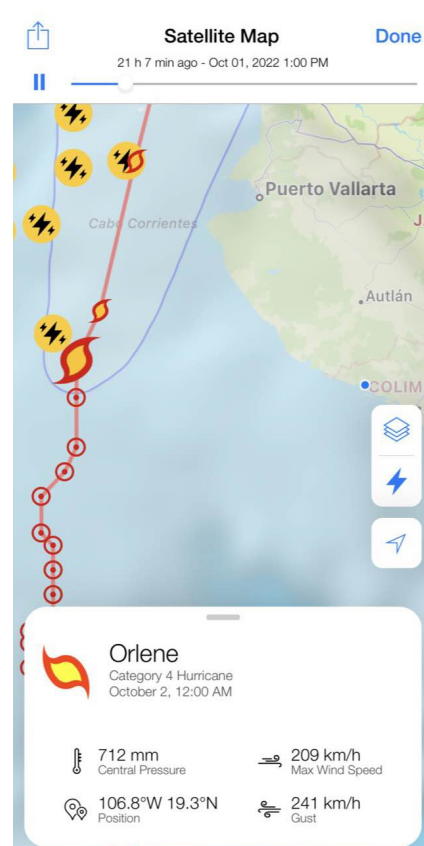 Satellite Map
Done
21 h 7 min ago - Oct 01, 2022 1:00 PM
Puerto Vallarta
Cabo Corrientes
Autlán
COLIM
Orlene
Category 4 Hurricane
October 2, 12:00 AM
712 mm
Central Pressure
209 km/h
Max Wind Speed
106.8°W 19.3°N
Position
241 km/h
Gust